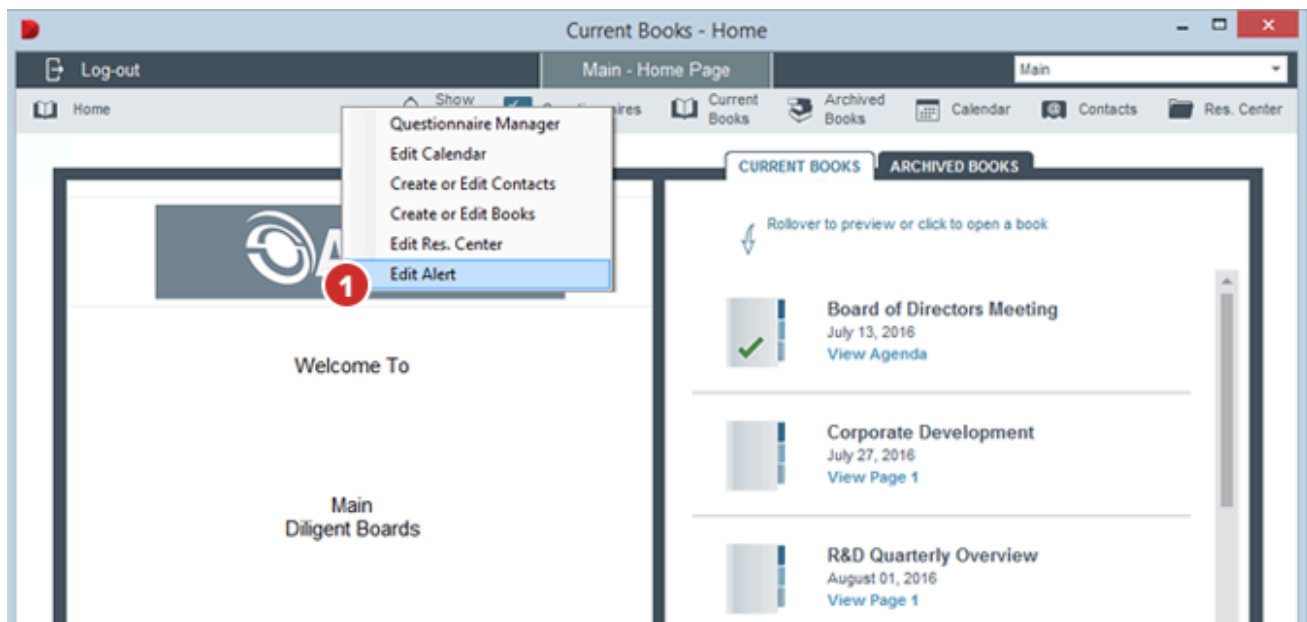 Current Books - Home
Log-out
Main - Home Page
Main
Home
Show
Current
Books
Archived
Books
Calendar
Contacts
Res. Center
Questionnaire Manager
Edit Calendar
Create or Edit Contacts
Create or Edit Books
Edit Res. Center
Edit Alert
1
Welcome To
Main
Diligent Boards
CURRENT BOOKS
ARCHIVED BOOKS
Rollover to preview or click to open a book
Board of Directors Meeting
July 13, 2016
View Agenda
Corporate Development
July 27, 2016
View Page 1
R&D Quarterly Overview
August 01, 2016
View Page 1